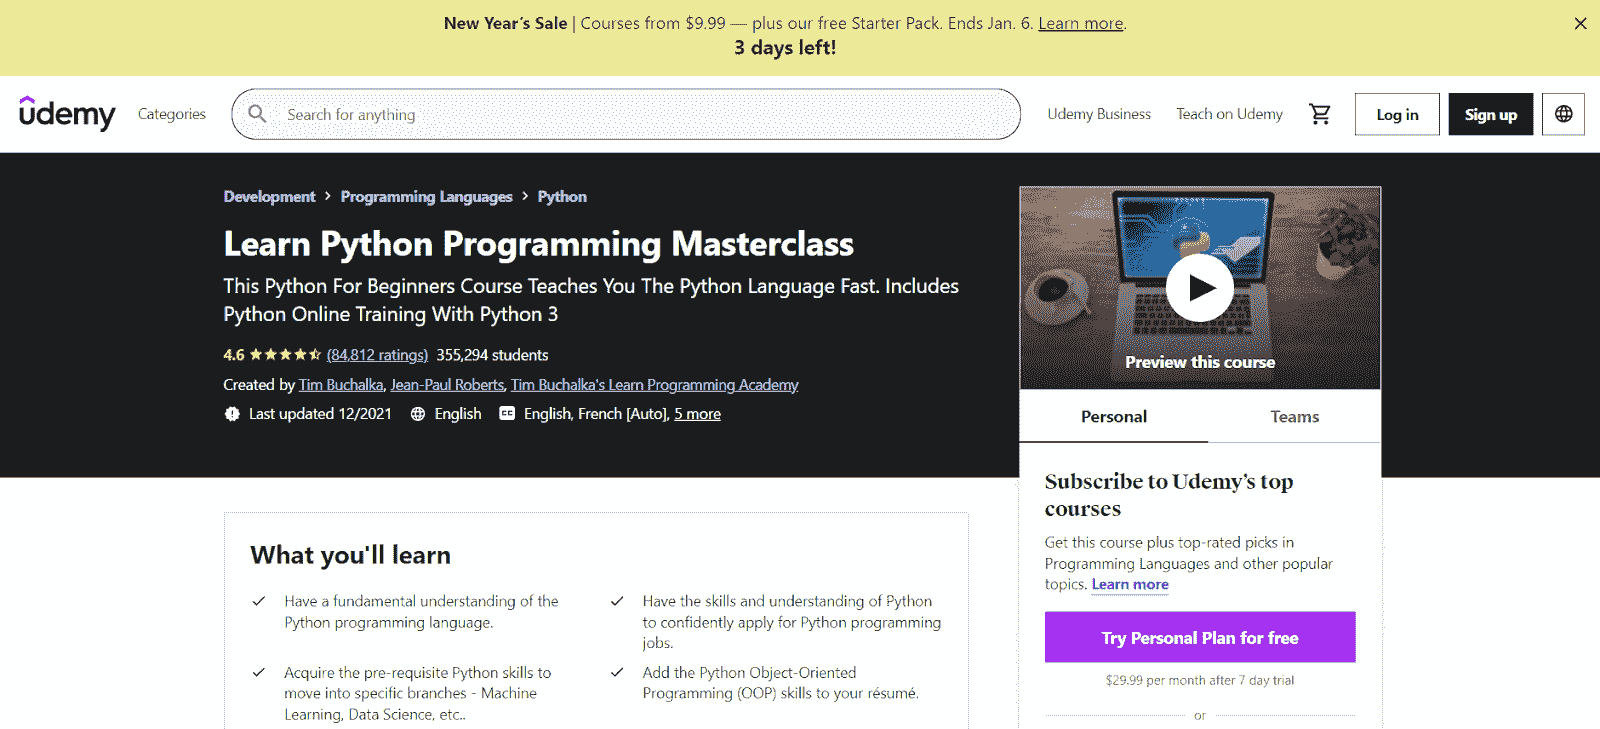 New Year's Sale | Courses from $9.99 — plus our free Starter Pack. Ends Jan. 6. Learn more.
3 days left!
udemy
Categories
Search for anything
Udemy Business
Teach on Udemy
Log in
Sign up
Development > Programming Languages > Python
Learn Python Programming Masterclass
This Python For Beginners Course Teaches You The Python Language Fast. Includes
Python Online Training With Python 3
4.6 (84,812 ratings) 355,294 students
Created by Tim Buchalka, Jean-Paul Roberts, Tim Buchalka's Learn Programming Academy
Last updated 12/2021 English CC English, French [Auto], 5 more
Preview this course
Personal
Teams
Subscribe to Udemy's top
courses
Get this course plus top-rated picks in
Programming Languages and other popular
topics. Learn more
Try Personal Plan for free
$29.99 per month after 7 day trial
or
What you'll learn
Have a fundamental understanding of the
Python programming language.
Have the skills and understanding of Python
to confidently apply for Python programming
jobs.
Acquire the pre-requisite Python skills to
move into specific branches - Machine
Learning, Data Science, etc..
Add the Python Object-Oriented
Programming (OOP) skills to your résumé.